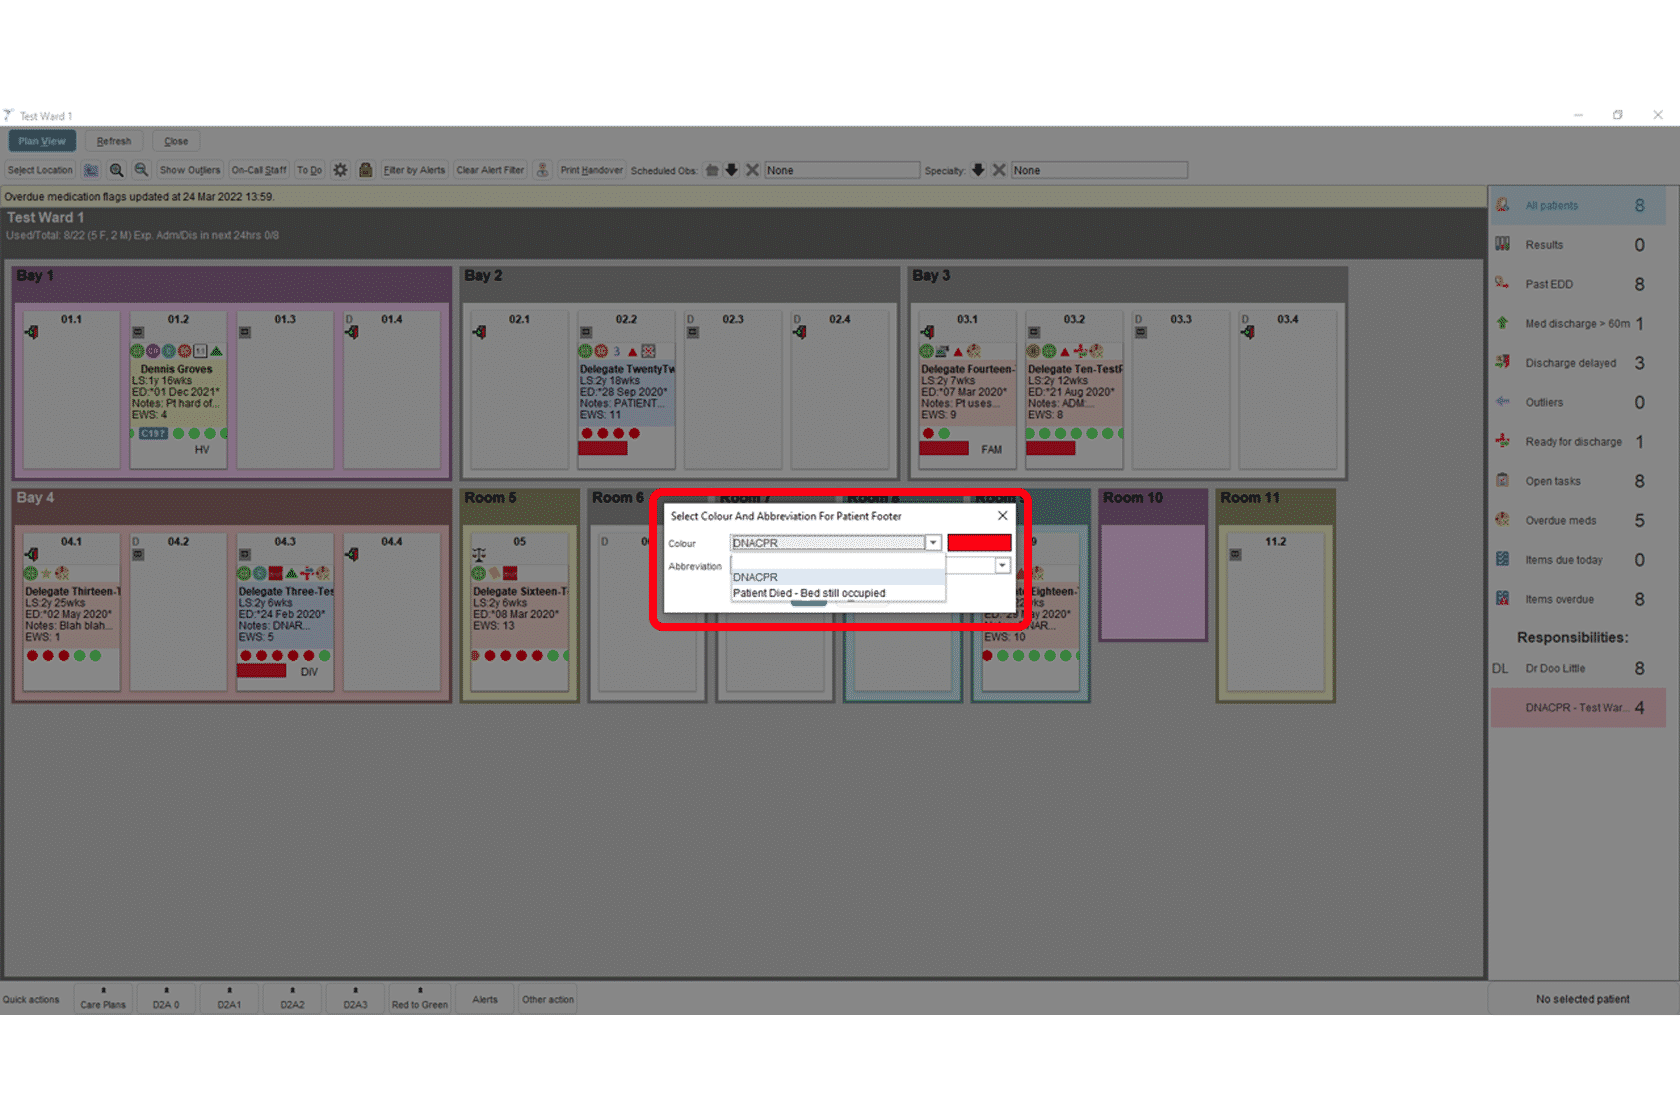 Test Ward 1
Plan View Refresh Close
Select Location Show Outliers On-Call Staff To Do Filter by Alerts Clear Alert Filter Print Handover Scheduled Obs: None Specialty: None
Overdue medication flags updated at 24 Mar 2022 13:59.
Test Ward 1
Used/Total: 8/22 (5 F, 2 M) Exp. Adm/Dis in next 24hrs 0/8
Bay 1
01.1
01.2
Dennis Groves
LS:1y 16wks
ED:*01 Dec 2021*
Notes: Pt hard of...
EWS: 4
C19?
HV
01.3
D 01.4
Bay 2
02.1
02.2
3
Delegate TwentyTw
LS:2y 18wks
ED:*28 Sep 2020*
Notes: PATIENT...
EWS: 11
D 02.3
D 02.4
Bay 3
03.1
Delegate Fourteen-
LS:2y 7wks
ED:*07 Mar 2020*
Notes: Pt uses...
EWS: 9
FAM
03.2
Delegate Ten-TestP
LS:2y 12wks
ED:*21 Aug 2020*
Notes: ADM:...
EWS: 8
D 03.3
D 03.4
Bay 4
04.1
Delegate Thirteen-T
LS:2y 25wks
ED:*02 May 2020*
Notes: Blah blah...
EWS: 1
D 04.2
04.3
Delegate Three-Tes
LS:2y 6wks
ED:*24 Feb 2020*
Notes: DNAR...
EWS: 5
DIV
04.4
Room 5
05
Delegate Sixteen-T
LS:2y 6wks
ED:*08 Mar 2020*
EWS: 13
Room 6
D
Room 7
Room 8
Eighteen-
EWS: 10
Room 10
Room 11
11.2
Select Colour And Abbreviation For Patient Footer
Colour DNACPR
Abbreviation
DNACPR
Patient Died - Bed still occupied
All patients 8
Results 0
Past EDD 8
Med discharge > 60m 1
Discharge delayed 3
Outliers 0
Ready for discharge 1
Open tasks 8
Overdue meds 5
Items due today 0
Items overdue 8
Responsibilities:
DL Dr Doo Little 8
DNACPR - Test War... 4
Quick actions Care Plans D2A 0 D2A1 D2A2 D2A3 Red to Green Alerts Other action
No selected patient